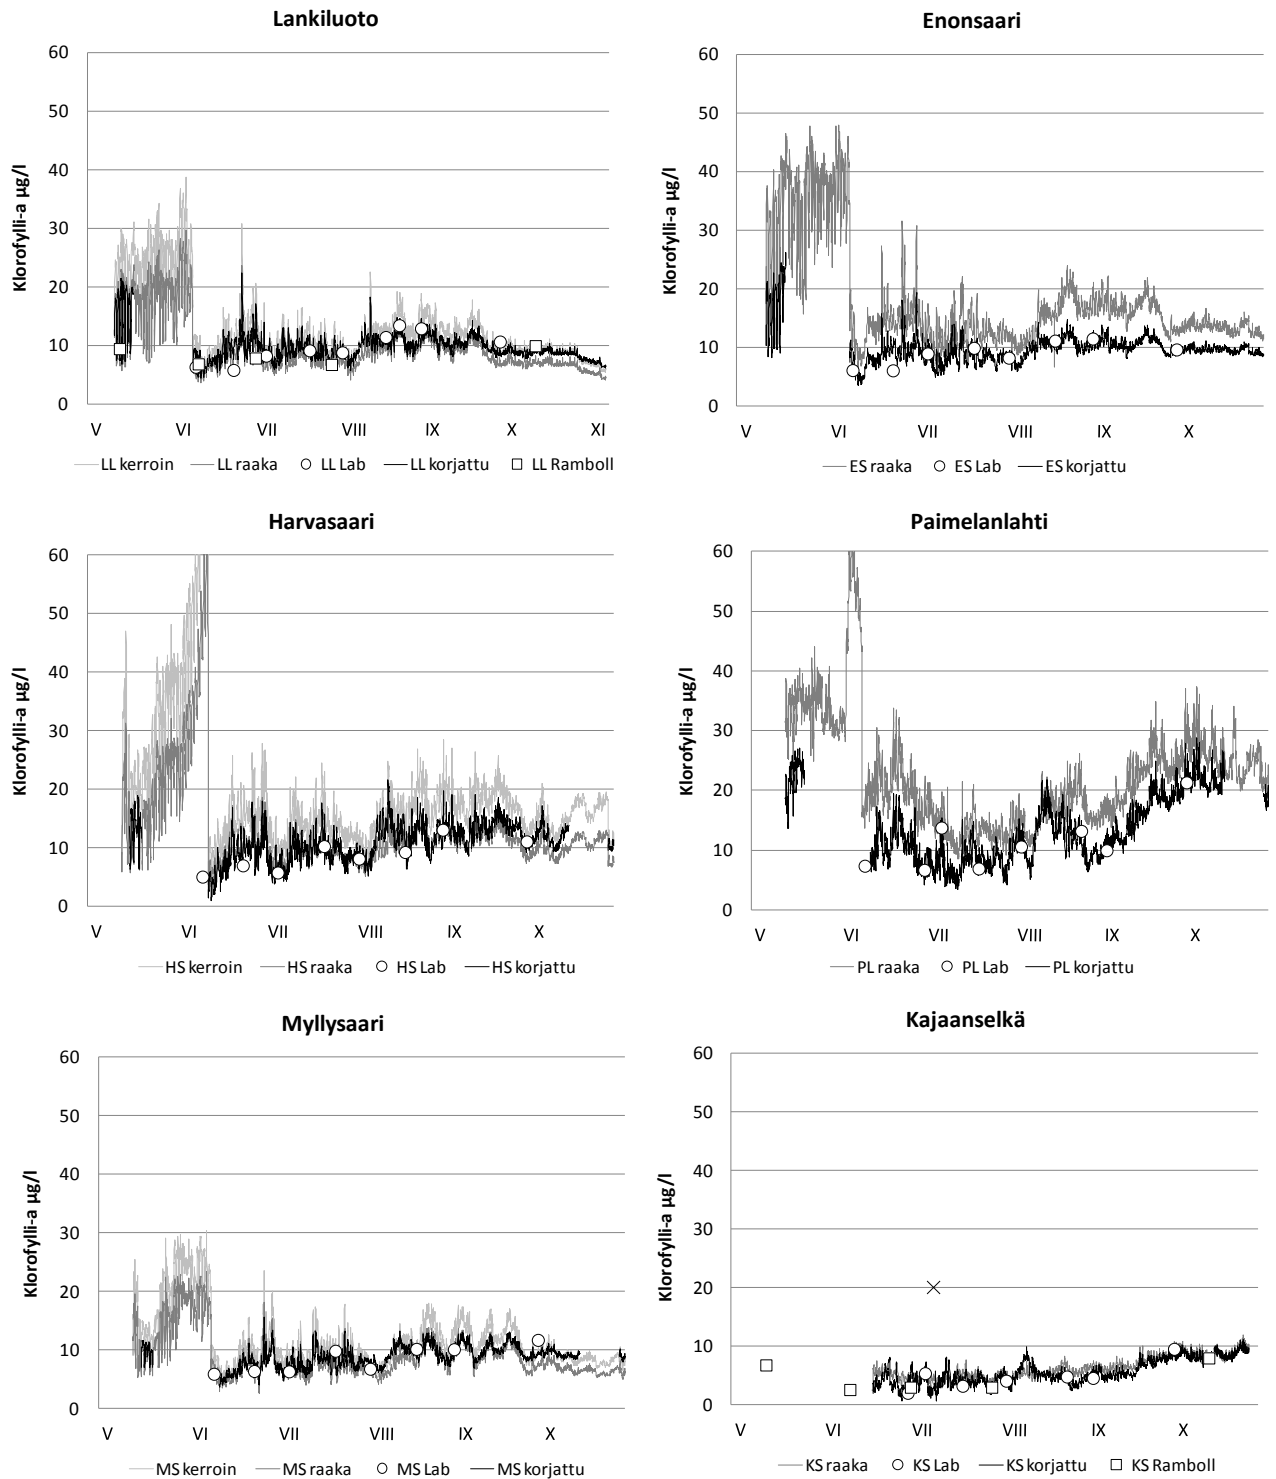 Lankiluoto
60
50
40
30
20
10
0
Klorofylli-a µg/l
V VI VII VIII IX X XI
LL kerroin LL raaka LL Lab LL korjattu LL Ramboll
Enonsaari
60
50
40
30
20
10
0
Klorofylli-a µg/l
V VI VII VIII IX X
ES raaka ES Lab ES korjattu
Harvasaari
60
50
40
30
20
10
0
Klorofylli-a µg/l
V VI VII VIII IX X
HS kerroin HS raaka HS Lab HS korjattu
Paimelanlahti
60
50
40
30
20
10
0
Klorofylli-a µg/l
V VI VII VIII IX X
PL raaka PL Lab PL korjattu
Myllysaari
60
50
40
30
20
10
0
Klorofylli-a µg/l
V VI VII VIII IX X
MS kerroin MS raaka MS Lab MS korjattu
Kajaanselkä
60
50
40
30
20
10
0
Klorofylli-a µg/l
V VI VII VIII IX X
KS raaka KS Lab KS korjattu KS Ramboll